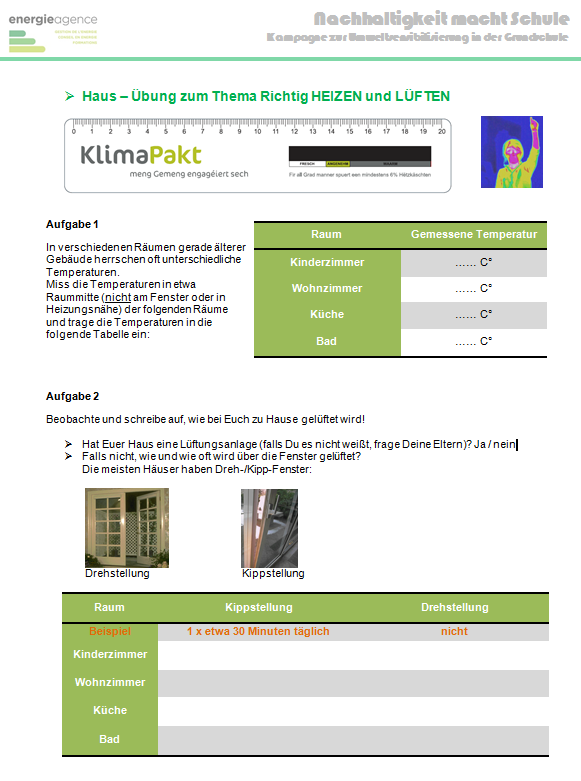 energieagence
Nachhaltigkeit macht Schule
Kampagne zur Umweltsensibilisierung in der Grundschule
➢ Haus – Übung zum Thema Richtig HEIZEN und LÜFTEN
0 1 2 3 4 5 6 7 8 9 10 11 12 13 14 15 16 17 18 19 20
KlimaPakt
meng Gemeng engagéiert sech
FRESCH ANGENEHM WAARM
Fir all Grad manner spuert een mindestens 6% Hëtzkäschten
Aufgabe 1
In verschiedenen Räumen gerade älterer
Gebäude herrschen oft unterschiedliche
Temperaturen.
Miss die Temperaturen in etwa
Raummitte (nicht am Fenster oder in
Heizungsnähe) der folgenden Räume
und trage die Temperaturen in die
folgende Tabelle ein:
Raum Gemessene Temperatur
Kinderzimmer …… C°
Wohnzimmer …… C°
Küche …… C°
Bad …… C°
Aufgabe 2
Beobachte und schreibe auf, wie bei Euch zu Hause gelüftet wird!
➢ Hat Euer Haus eine Lüftungsanlage (falls Du es nicht weißt, frage Deine Eltern)? Ja / nein
➢ Falls nicht, wie und wie oft wird über die Fenster gelüftet?
Die meisten Häuser haben Dreh-/Kipp-Fenster:
Drehstellung Kippstellung
Raum Kippstellung Drehstellung
Beispiel 1 x etwa 30 Minuten täglich nicht
Kinderzimmer
Wohnzimmer
Küche
Bad